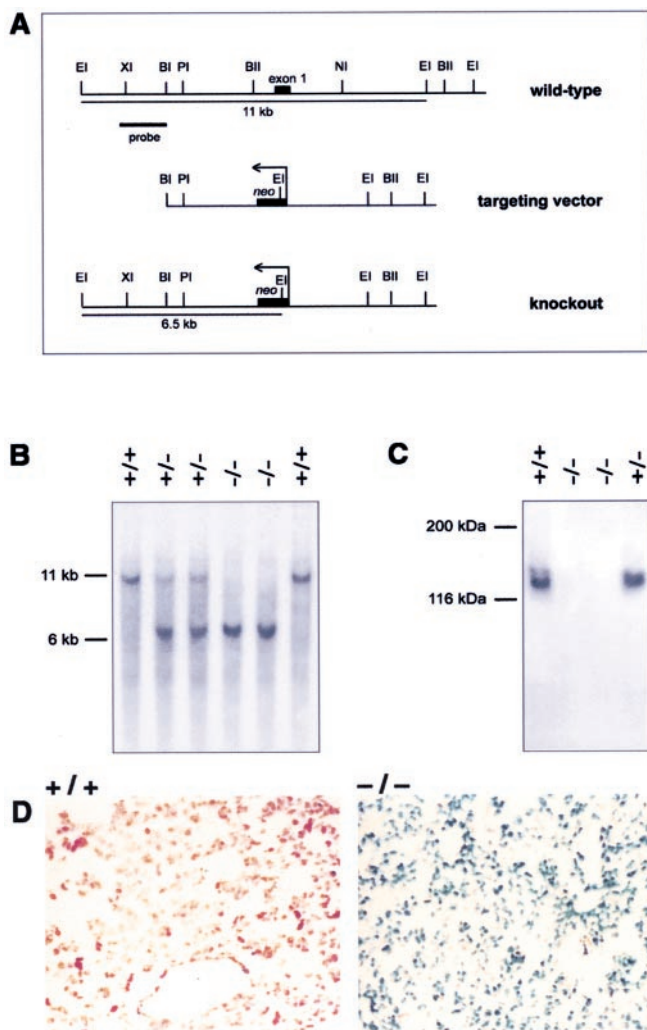 A
EI XI BI PI BII exon 1 NI EI BII EI
wild-type
11 kb
probe
BI PI neo EI EI BII EI
targeting vector
EI XI BI PI neo EI EI BII EI
knockout
6.5 kb
B
+/+ +/- +/- -/- -/- +/+
11 kb
6 kb
C
+/+ -/- -/- +/-
200 kDa
116 kDa
D
+ / +
- / -